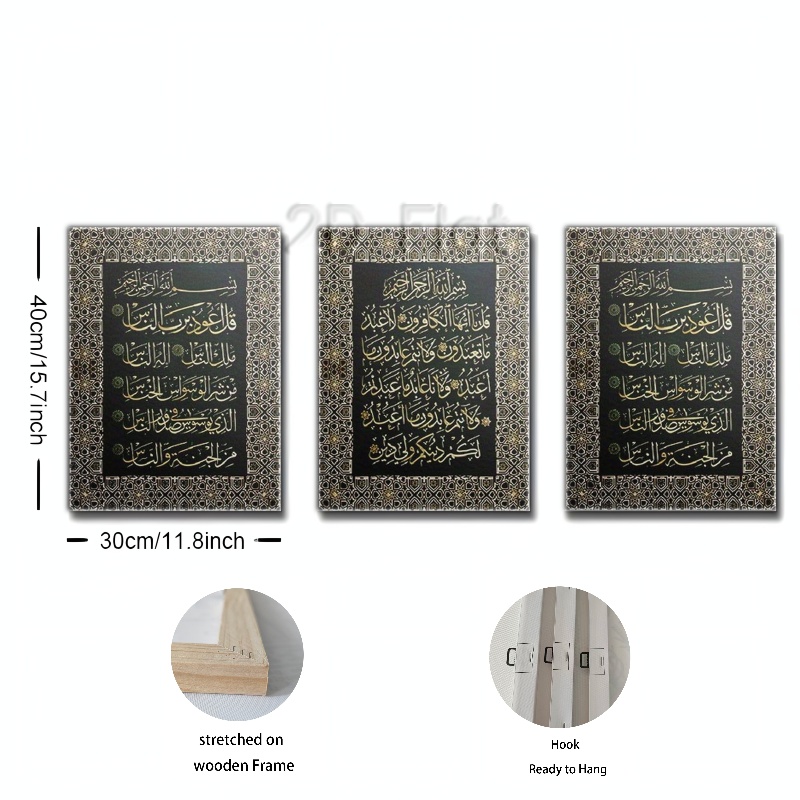 2D Flat
بسم الله الرحمن الرحيم
قل أعوذ برب الناس
ملك الناس إله الناس
من شر الوسواس الخناس
الذي يوسوس في صدور الناس
من الجنة والناس
بسم الله الرحمن الرحيم
قل يا أيها الكافرون لا أعبد
ما تعبدون ولا أنتم عابدون ما
أعبد ولا أنا عابد ما عبدتم
ولا أنتم عابدون ما أعبد
لكم دينكم ولي دين
بسم الله الرحمن الرحيم
قل أعوذ برب الناس
ملك الناس إله الناس
من شر الوسواس الخناس
الذي يوسوس في صدور الناس
من الجنة والناس
40cm/15.7inch
30cm/11.8inch
stretched on
wooden Frame
Hook
Ready to Hang